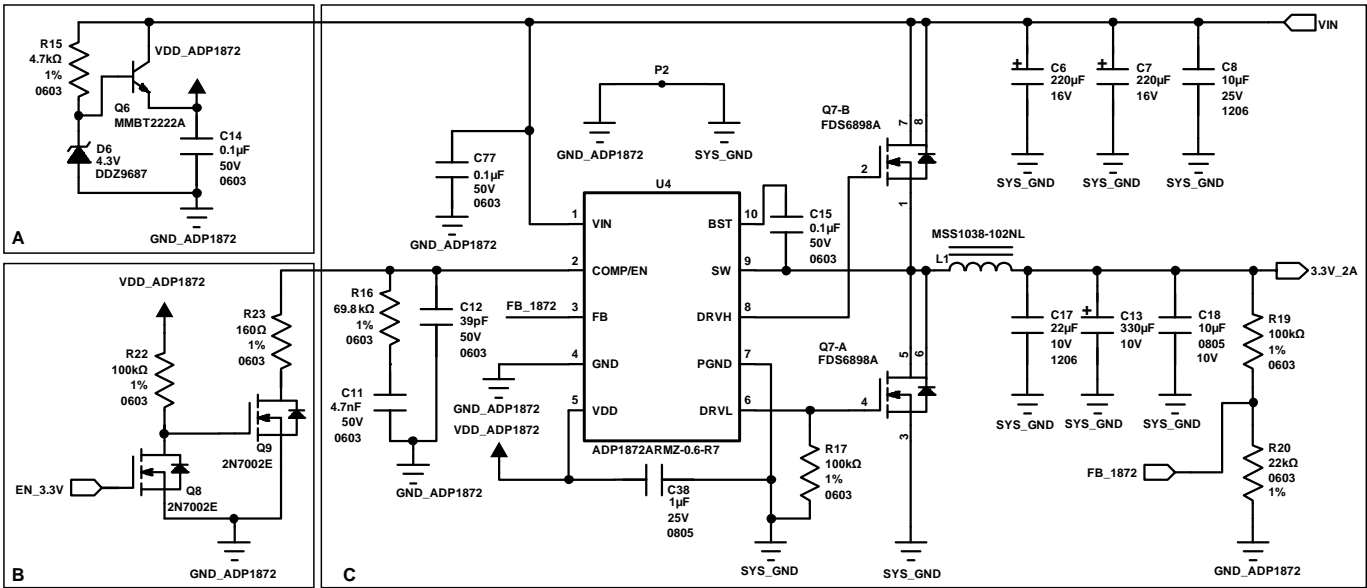 R15
4.7kΩ
1%
0603
VDD_ADP1872
Q6
MMBT2222A
D6
4.3V
DDZ9687
C14
0.1µF
50V
0603
GND_ADP1872
A
VDD_ADP1872
R22
100kΩ
1%
0603
R23
160Ω
1%
0603
Q9
2N7002E
EN_3.3V
Q8
2N7002E
GND_ADP1872
B
P2
GND_ADP1872
SYS_GND
C77
0.1µF
50V
0603
GND_ADP1872
R16
69.8kΩ
1%
0603
C12
39pF
50V
0603
C11
4.7nF
50V
0603
GND_ADP1872
FB_1872
GND_ADP1872
VDD_ADP1872
U4
1 VIN
2 COMP/EN
3 FB
4 GND
5 VDD
BST 10
SW 9
DRVH 8
PGND 7
DRVL 6
ADP1872ARMZ-0.6-R7
C15
0.1µF
50V
0603
C38
1µF
25V
0805
R17
100kΩ
1%
0603
SYS_GND
Q7-B
FDS6898A
7
8
2
1
Q7-A
FDS6898A
5
6
4
3
SYS_GND
VIN
C6
220µF
16V
SYS_GND
C7
220µF
16V
SYS_GND
C8
10µF
25V
1206
SYS_GND
MSS1038-102NL
L1
3.3V_2A
C17
22µF
10V
1206
SYS_GND
C13
330µF
10V
SYS_GND
C18
10µF
0805
10V
SYS_GND
R19
100kΩ
1%
0603
FB_1872
R20
22kΩ
0603
1%
GND_ADP1872
C